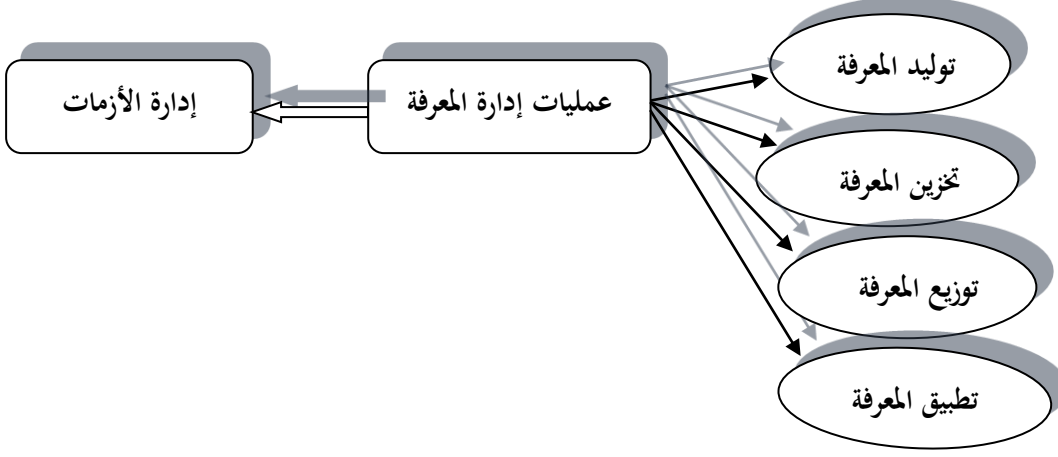 توليد المعرفة
عمليات إدارة المعرفة
إدارة الأزمات
تخزين المعرفة
توزيع المعرفة
تطبيق المعرفة